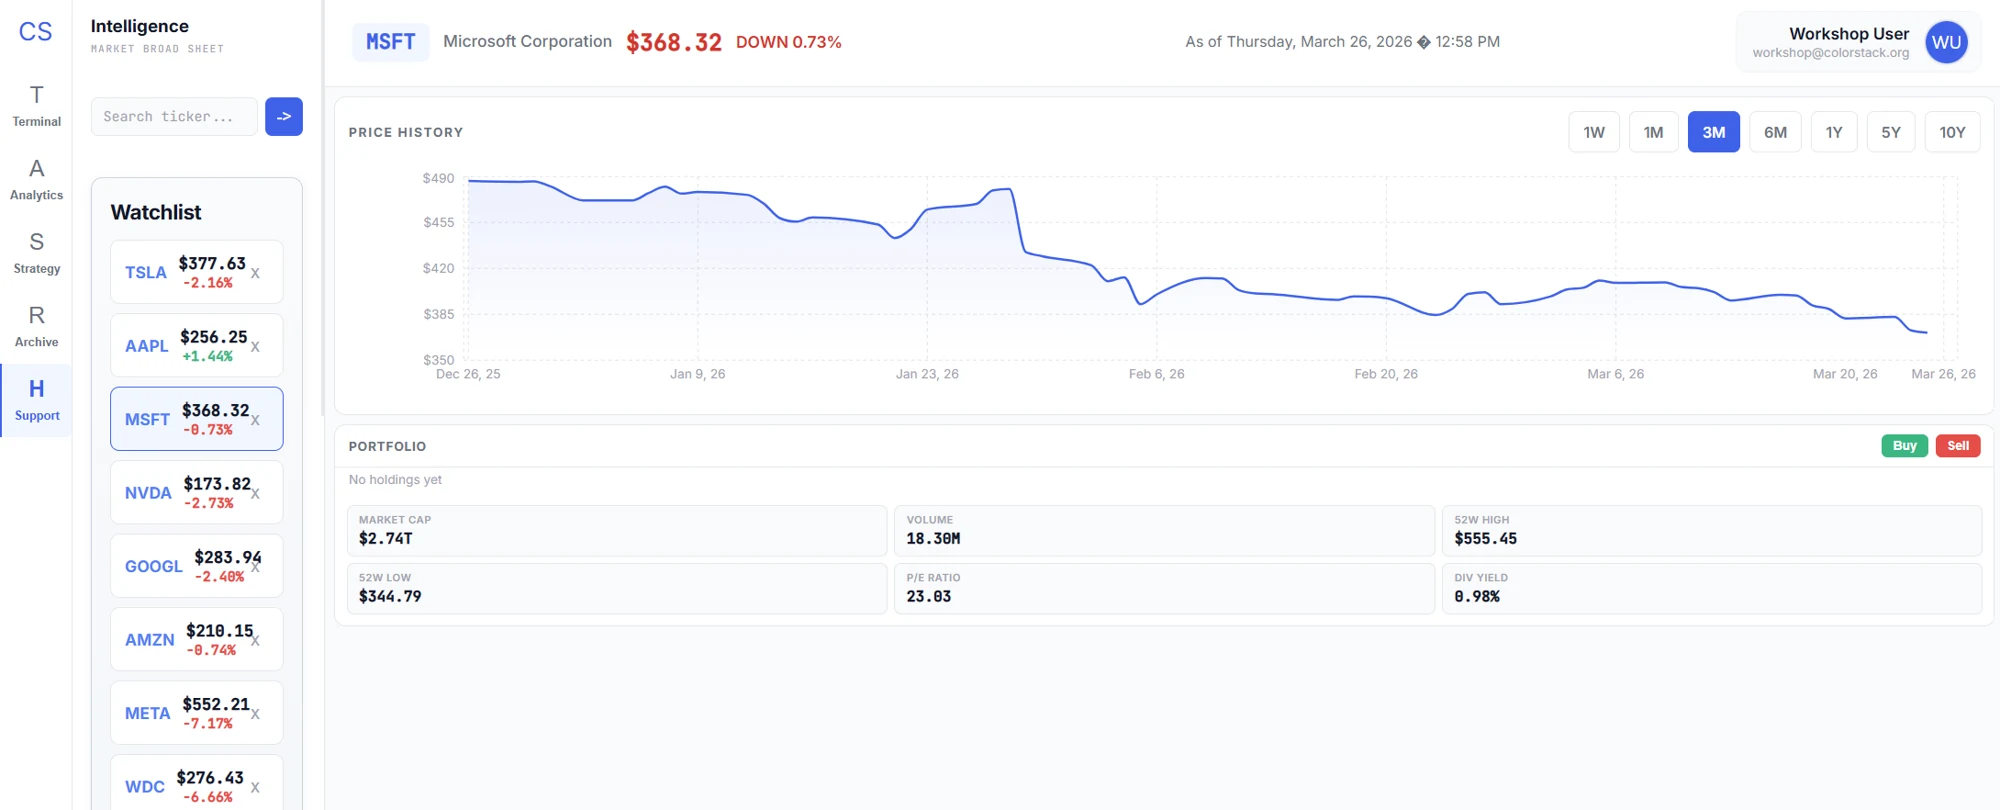 CS
T
Terminal
A
Analytics
S
Strategy
R
Archive
H
Support
Intelligence
MARKET BROAD SHEET
Search ticker...
->
Watchlist
TSLA $377.63 X
-2.16%
AAPL $256.25 X
+1.44%
MSFT $368.32 X
-0.73%
NVDA $173.82 X
-2.73%
GOOGL $283.94 X
-2.40%
AMZN $210.15 X
-0.74%
META $552.21 X
-7.17%
WDC $276.43 X
-6.66%
MSFT Microsoft Corporation $368.32 DOWN 0.73%
As of Thursday, March 26, 2026 � 12:58 PM
Workshop User
workshop@colorstack.org
WU
PRICE HISTORY
1W 1M 3M 6M 1Y 5Y 10Y
$490
$455
$420
$385
$350
Dec 26, 25 Jan 9, 26 Jan 23, 26 Feb 6, 26 Feb 20, 26 Mar 6, 26 Mar 20, 26 Mar 26, 26
PORTFOLIO
Buy Sell
No holdings yet
MARKET CAP
$2.74T
VOLUME
18.30M
52W HIGH
$555.45
52W LOW
$344.79
P/E RATIO
23.03
DIV YIELD
0.98%